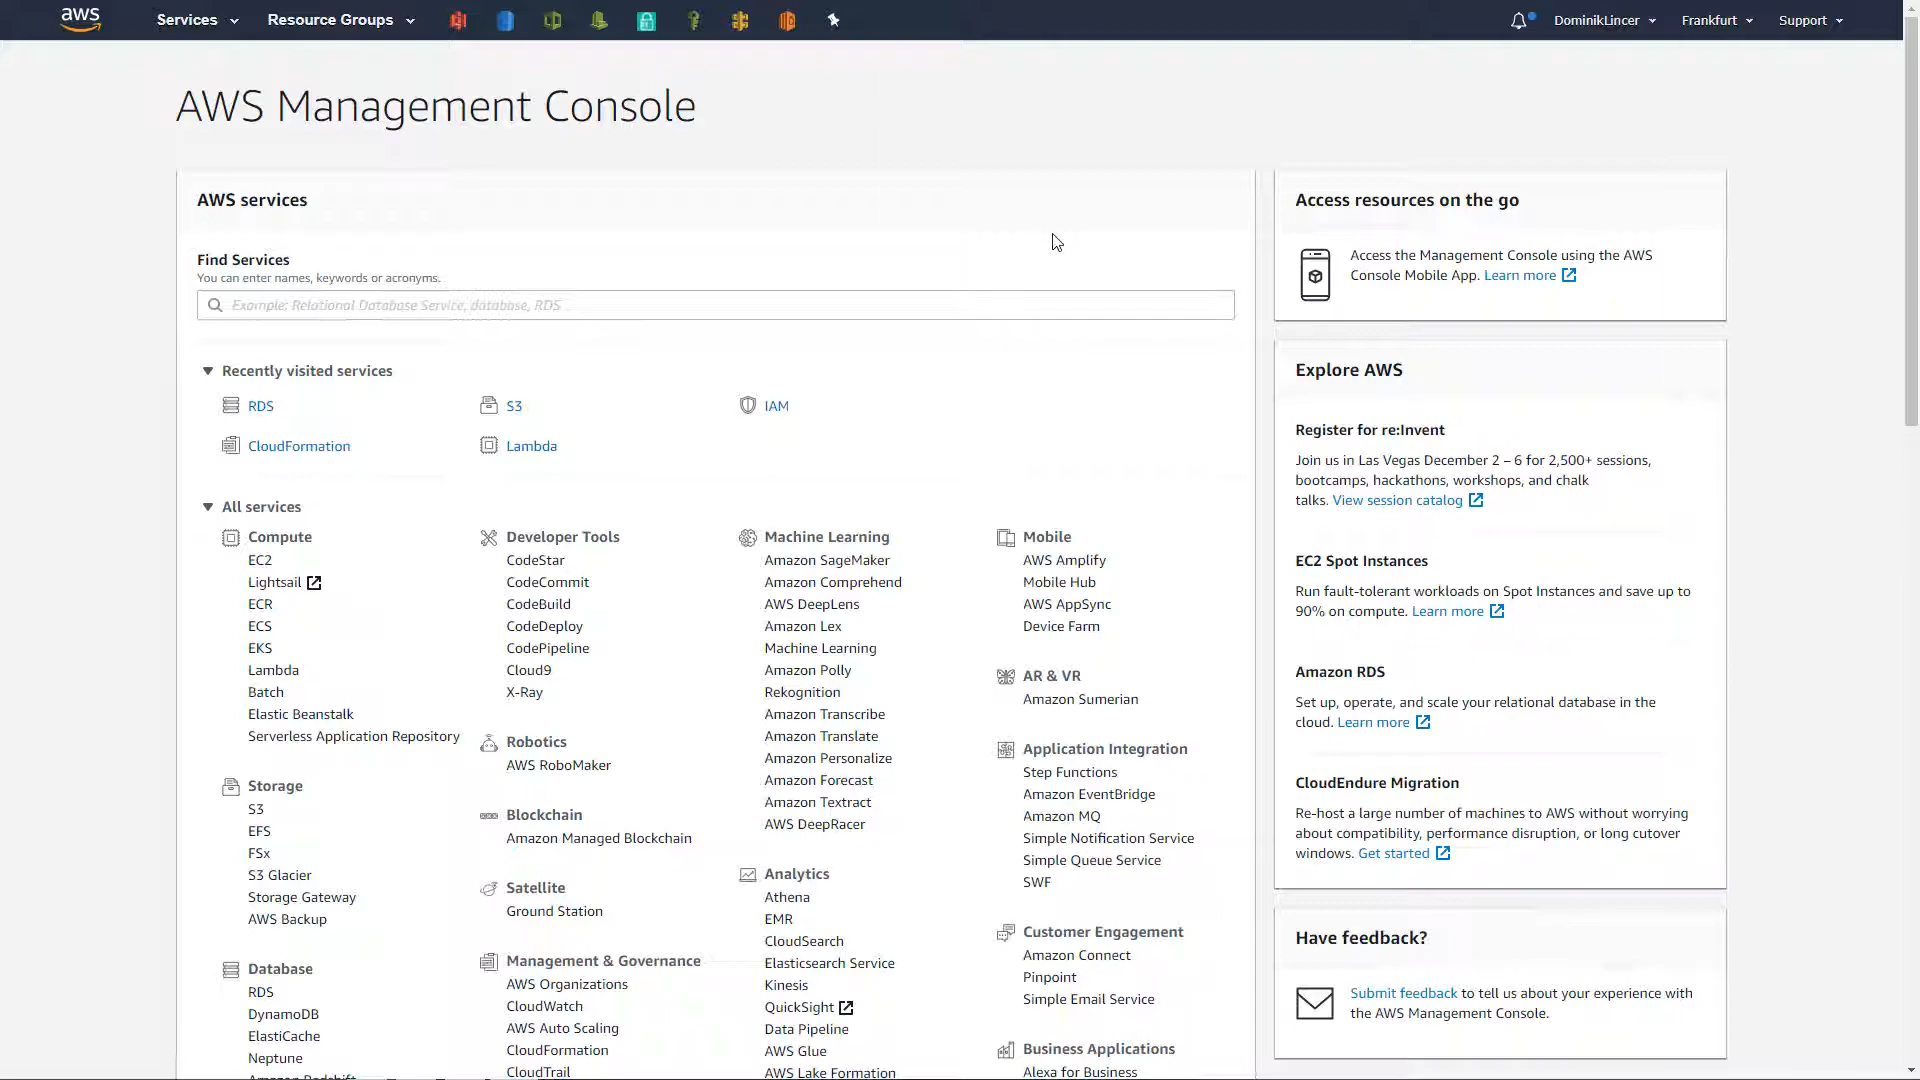 aws
Services
Resource Groups
DominikLincer
Frankfurt
Support
AWS Management Console
AWS services
Find Services
You can enter names, keywords or acronyms.
Example: Relational Database Service, database, RDS
Recently visited services
RDS
S3
IAM
CloudFormation
Lambda
All services
Compute
EC2
Lightsail
ECR
ECS
EKS
Lambda
Batch
Elastic Beanstalk
Serverless Application Repository
Storage
S3
EFS
FSx
S3 Glacier
Storage Gateway
AWS Backup
Database
RDS
DynamoDB
ElastiCache
Neptune
Amazon Redshift
Developer Tools
CodeStar
CodeCommit
CodeBuild
CodeDeploy
CodePipeline
Cloud9
X-Ray
Robotics
AWS RoboMaker
Blockchain
Amazon Managed Blockchain
Satellite
Ground Station
Management & Governance
AWS Organizations
CloudWatch
AWS Auto Scaling
CloudFormation
CloudTrail
Machine Learning
Amazon SageMaker
Amazon Comprehend
AWS DeepLens
Amazon Lex
Machine Learning
Amazon Polly
Rekognition
Amazon Transcribe
Amazon Translate
Amazon Personalize
Amazon Forecast
Amazon Textract
AWS DeepRacer
Analytics
Athena
EMR
CloudSearch
Elasticsearch Service
Kinesis
QuickSight
Data Pipeline
AWS Glue
AWS Lake Formation
Mobile
AWS Amplify
Mobile Hub
AWS AppSync
Device Farm
AR & VR
Amazon Sumerian
Application Integration
Step Functions
Amazon EventBridge
Amazon MQ
Simple Notification Service
Simple Queue Service
SWF
Customer Engagement
Amazon Connect
Pinpoint
Simple Email Service
Business Applications
Alexa for Business
Access resources on the go
Access the Management Console using the AWS
Console Mobile App. Learn more
Explore AWS
Register for re:Invent
Join us in Las Vegas December 2 – 6 for 2,500+ sessions,
bootcamps, hackathons, workshops, and chalk
talks. View session catalog
EC2 Spot Instances
Run fault-tolerant workloads on Spot Instances and save up to
90% on compute. Learn more
Amazon RDS
Set up, operate, and scale your relational database in the
cloud. Learn more
CloudEndure Migration
Re-host a large number of machines to AWS without worrying
about compatibility, performance disruption, or long cutover
windows. Get started
Have feedback?
Submit feedback to tell us about your experience with
the AWS Management Console.